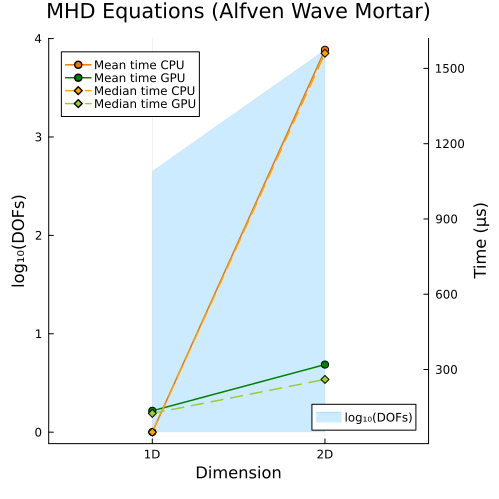 MHD Equations (Alfven Wave Mortar)
Mean time CPU
Mean time GPU
Median time CPU
Median time GPU
log₁₀(DOFs)
4
3
2
1
0
log₁₀(DOFs)
1500
1200
900
600
300
Time (μs)
1D
2D
Dimension